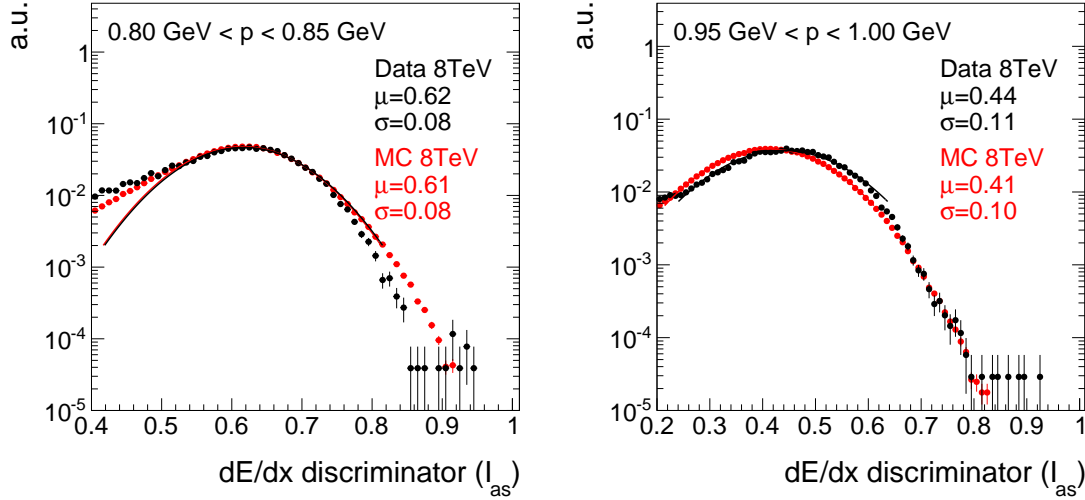 a.u.
0.80 GeV < p < 0.85 GeV
Data 8TeV
μ=0.62
σ=0.08
MC 8TeV
μ=0.61
σ=0.08
1
10⁻¹
10⁻²
10⁻³
10⁻⁴
10⁻⁵
0.4 0.5 0.6 0.7 0.8 0.9 1
dE/dx discriminator (I_as)
a.u.
0.95 GeV < p < 1.00 GeV
Data 8TeV
μ=0.44
σ=0.11
MC 8TeV
μ=0.41
σ=0.10
1
10⁻¹
10⁻²
10⁻³
10⁻⁴
10⁻⁵
0.2 0.3 0.4 0.5 0.6 0.7 0.8 0.9 1
dE/dx discriminator (I_as)